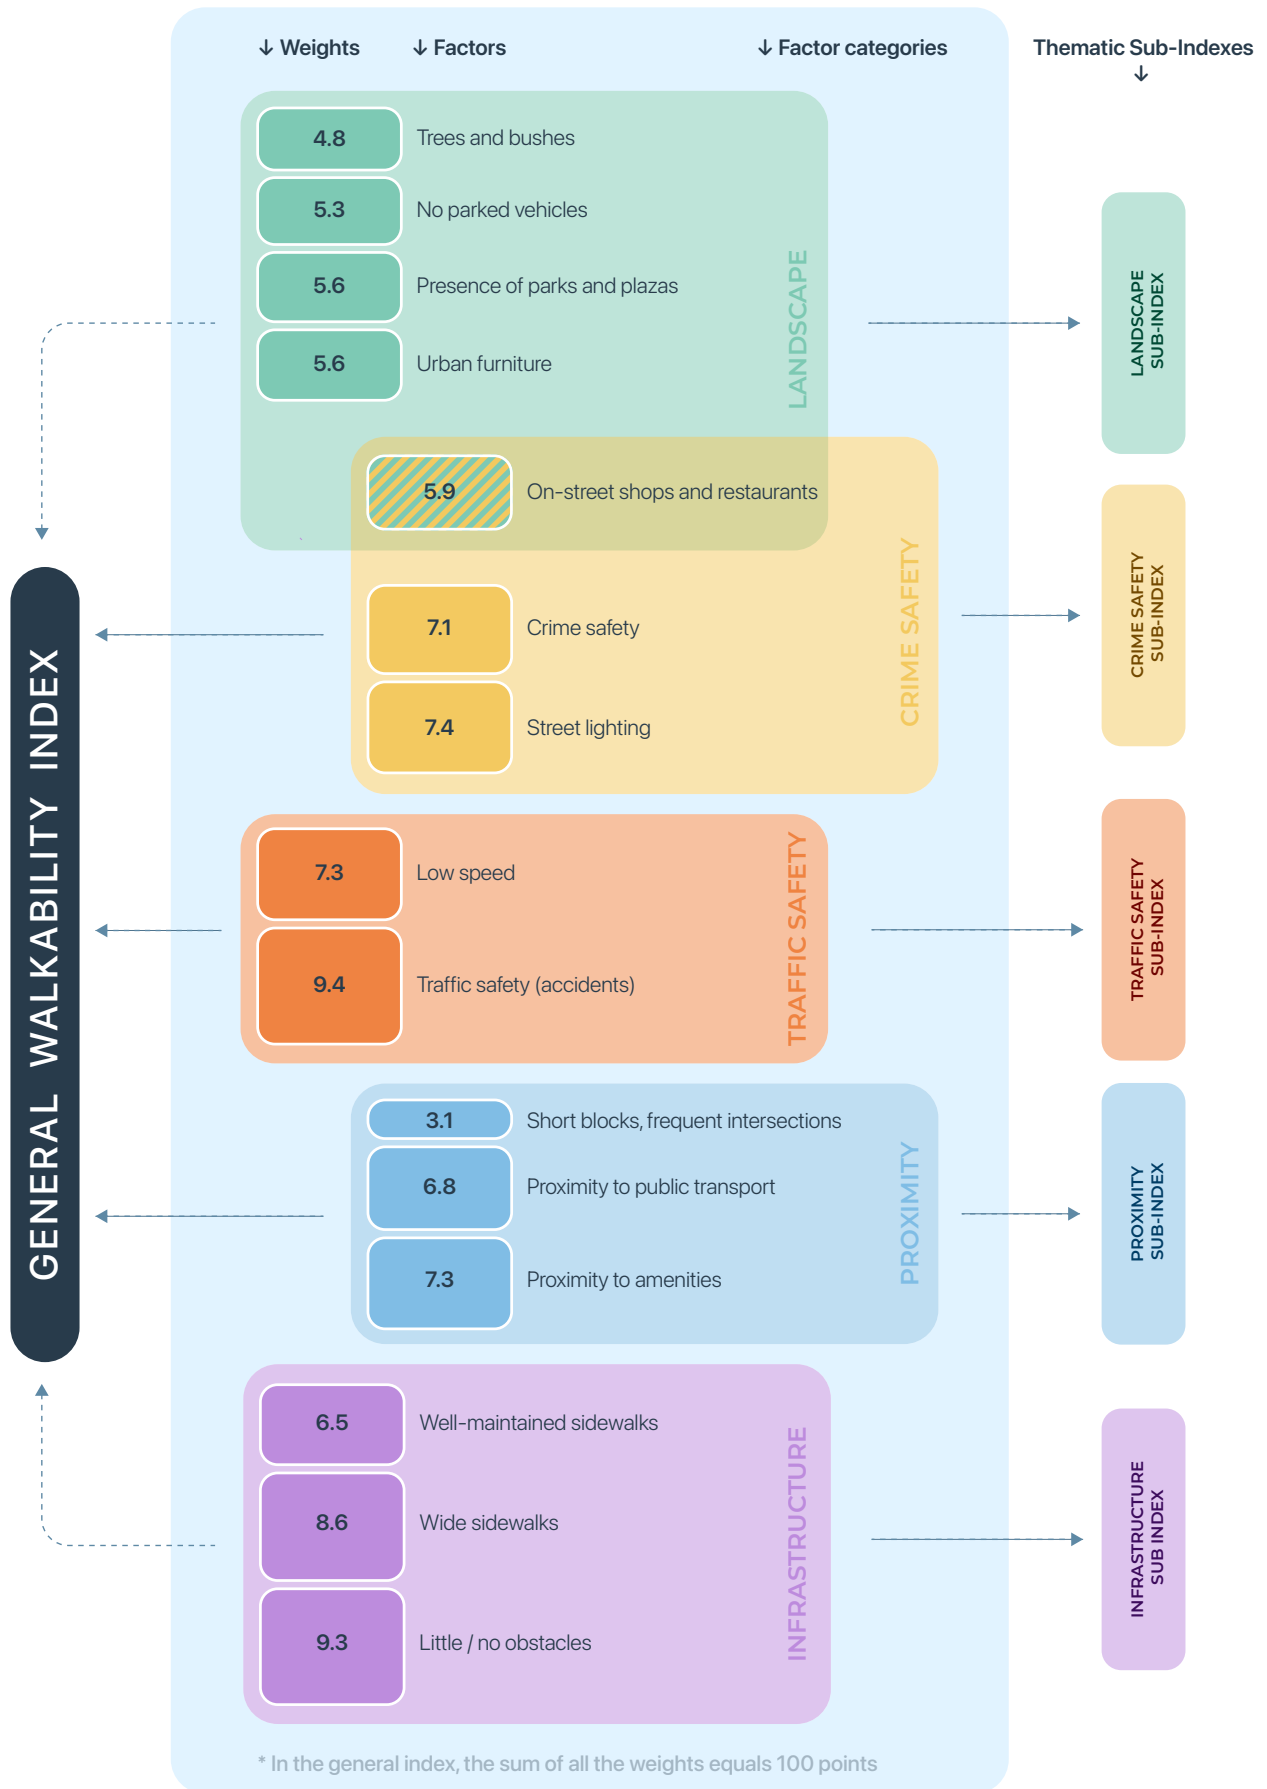 ↓ Weights
↓ Factors
↓ Factor categories
Thematic Sub-Indexes
↓
4.8
Trees and bushes
5.3
No parked vehicles
5.6
Presence of parks and plazas
5.6
Urban furniture
LANDSCAPE
LANDSCAPE
SUB-INDEX
5.9
On-street shops and restaurants
7.1
Crime safety
7.4
Street lighting
CRIME SAFETY
CRIME SAFETY
SUB-INDEX
GENERAL WALKABILITY INDEX
7.3
Low speed
9.4
Traffic safety (accidents)
TRAFFIC SAFETY
TRAFFIC SAFETY
SUB-INDEX
3.1
Short blocks, frequent intersections
6.8
Proximity to public transport
7.3
Proximity to amenities
PROXIMITY
PROXIMITY
SUB-INDEX
6.5
Well-maintained sidewalks
8.6
Wide sidewalks
9.3
Little / no obstacles
INFRASTRUCTURE
INFRASTRUCTURE
SUB INDEX
* In the general index, the sum of all the weights equals 100 points